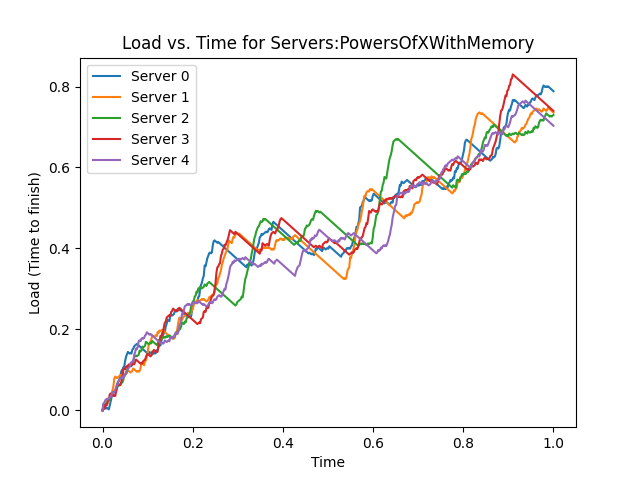 Load vs. Time for Servers:PowersOfXWithMemory
Server 0
Server 1
Server 2
Server 3
Server 4
Load (Time to finish)
0.8
0.6
0.4
0.2
0.0
0.0 0.2 0.4 0.6 0.8 1.0
Time